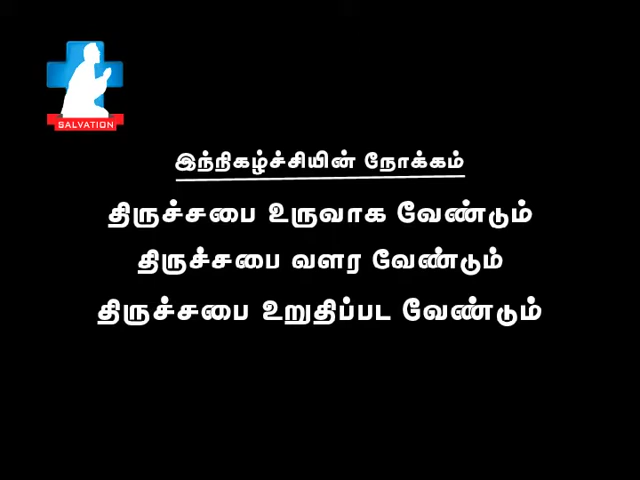 SALVATION
இந்நிகழ்ச்சியின் நோக்கம்
திருச்சபை உருவாக வேண்டும்
திருச்சபை வளர வேண்டும்
திருச்சபை உறுதிப்பட வேண்டும்